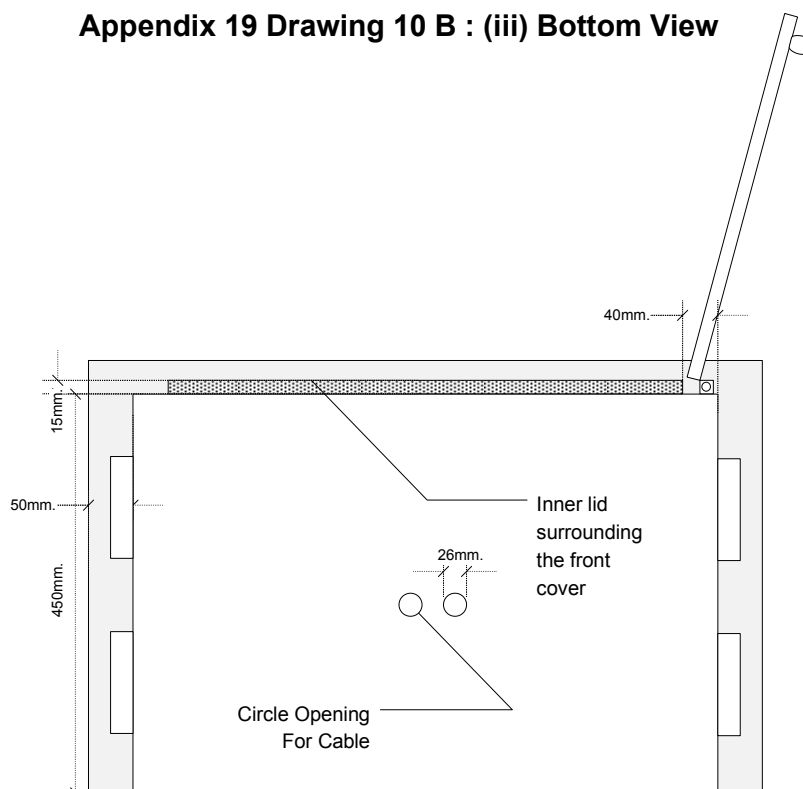 Appendix 19 Drawing 10 B : (iii) Bottom View
40mm.
15mm.
50mm.
Inner lid
surrounding
the front
cover
26mm.
450mm.
Circle Opening
For Cable